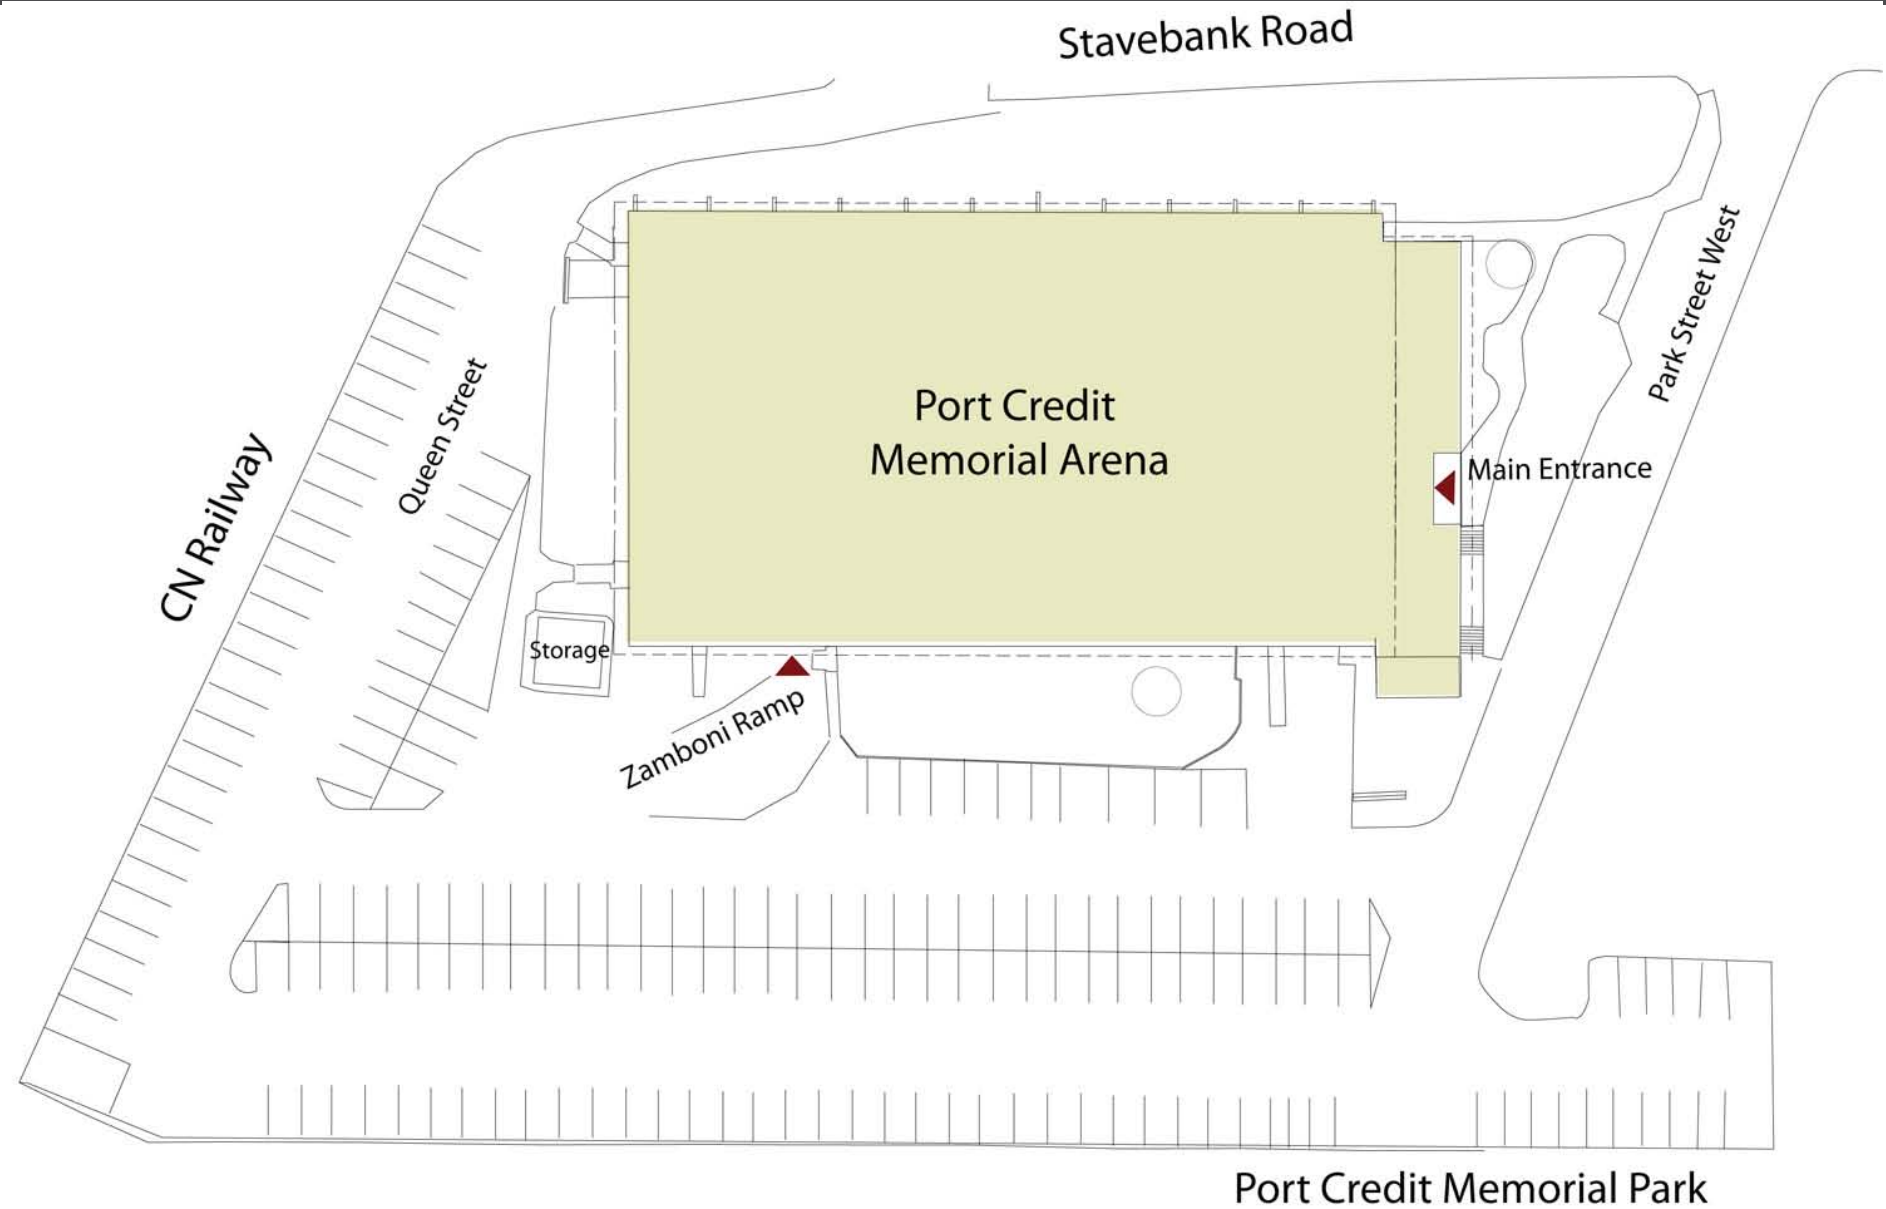 Stavebank Road
Park Street West
Queen Street
CN Railway
Port Credit
Memorial Arena
Main Entrance
Storage
Zamboni Ramp
Port Credit Memorial Park